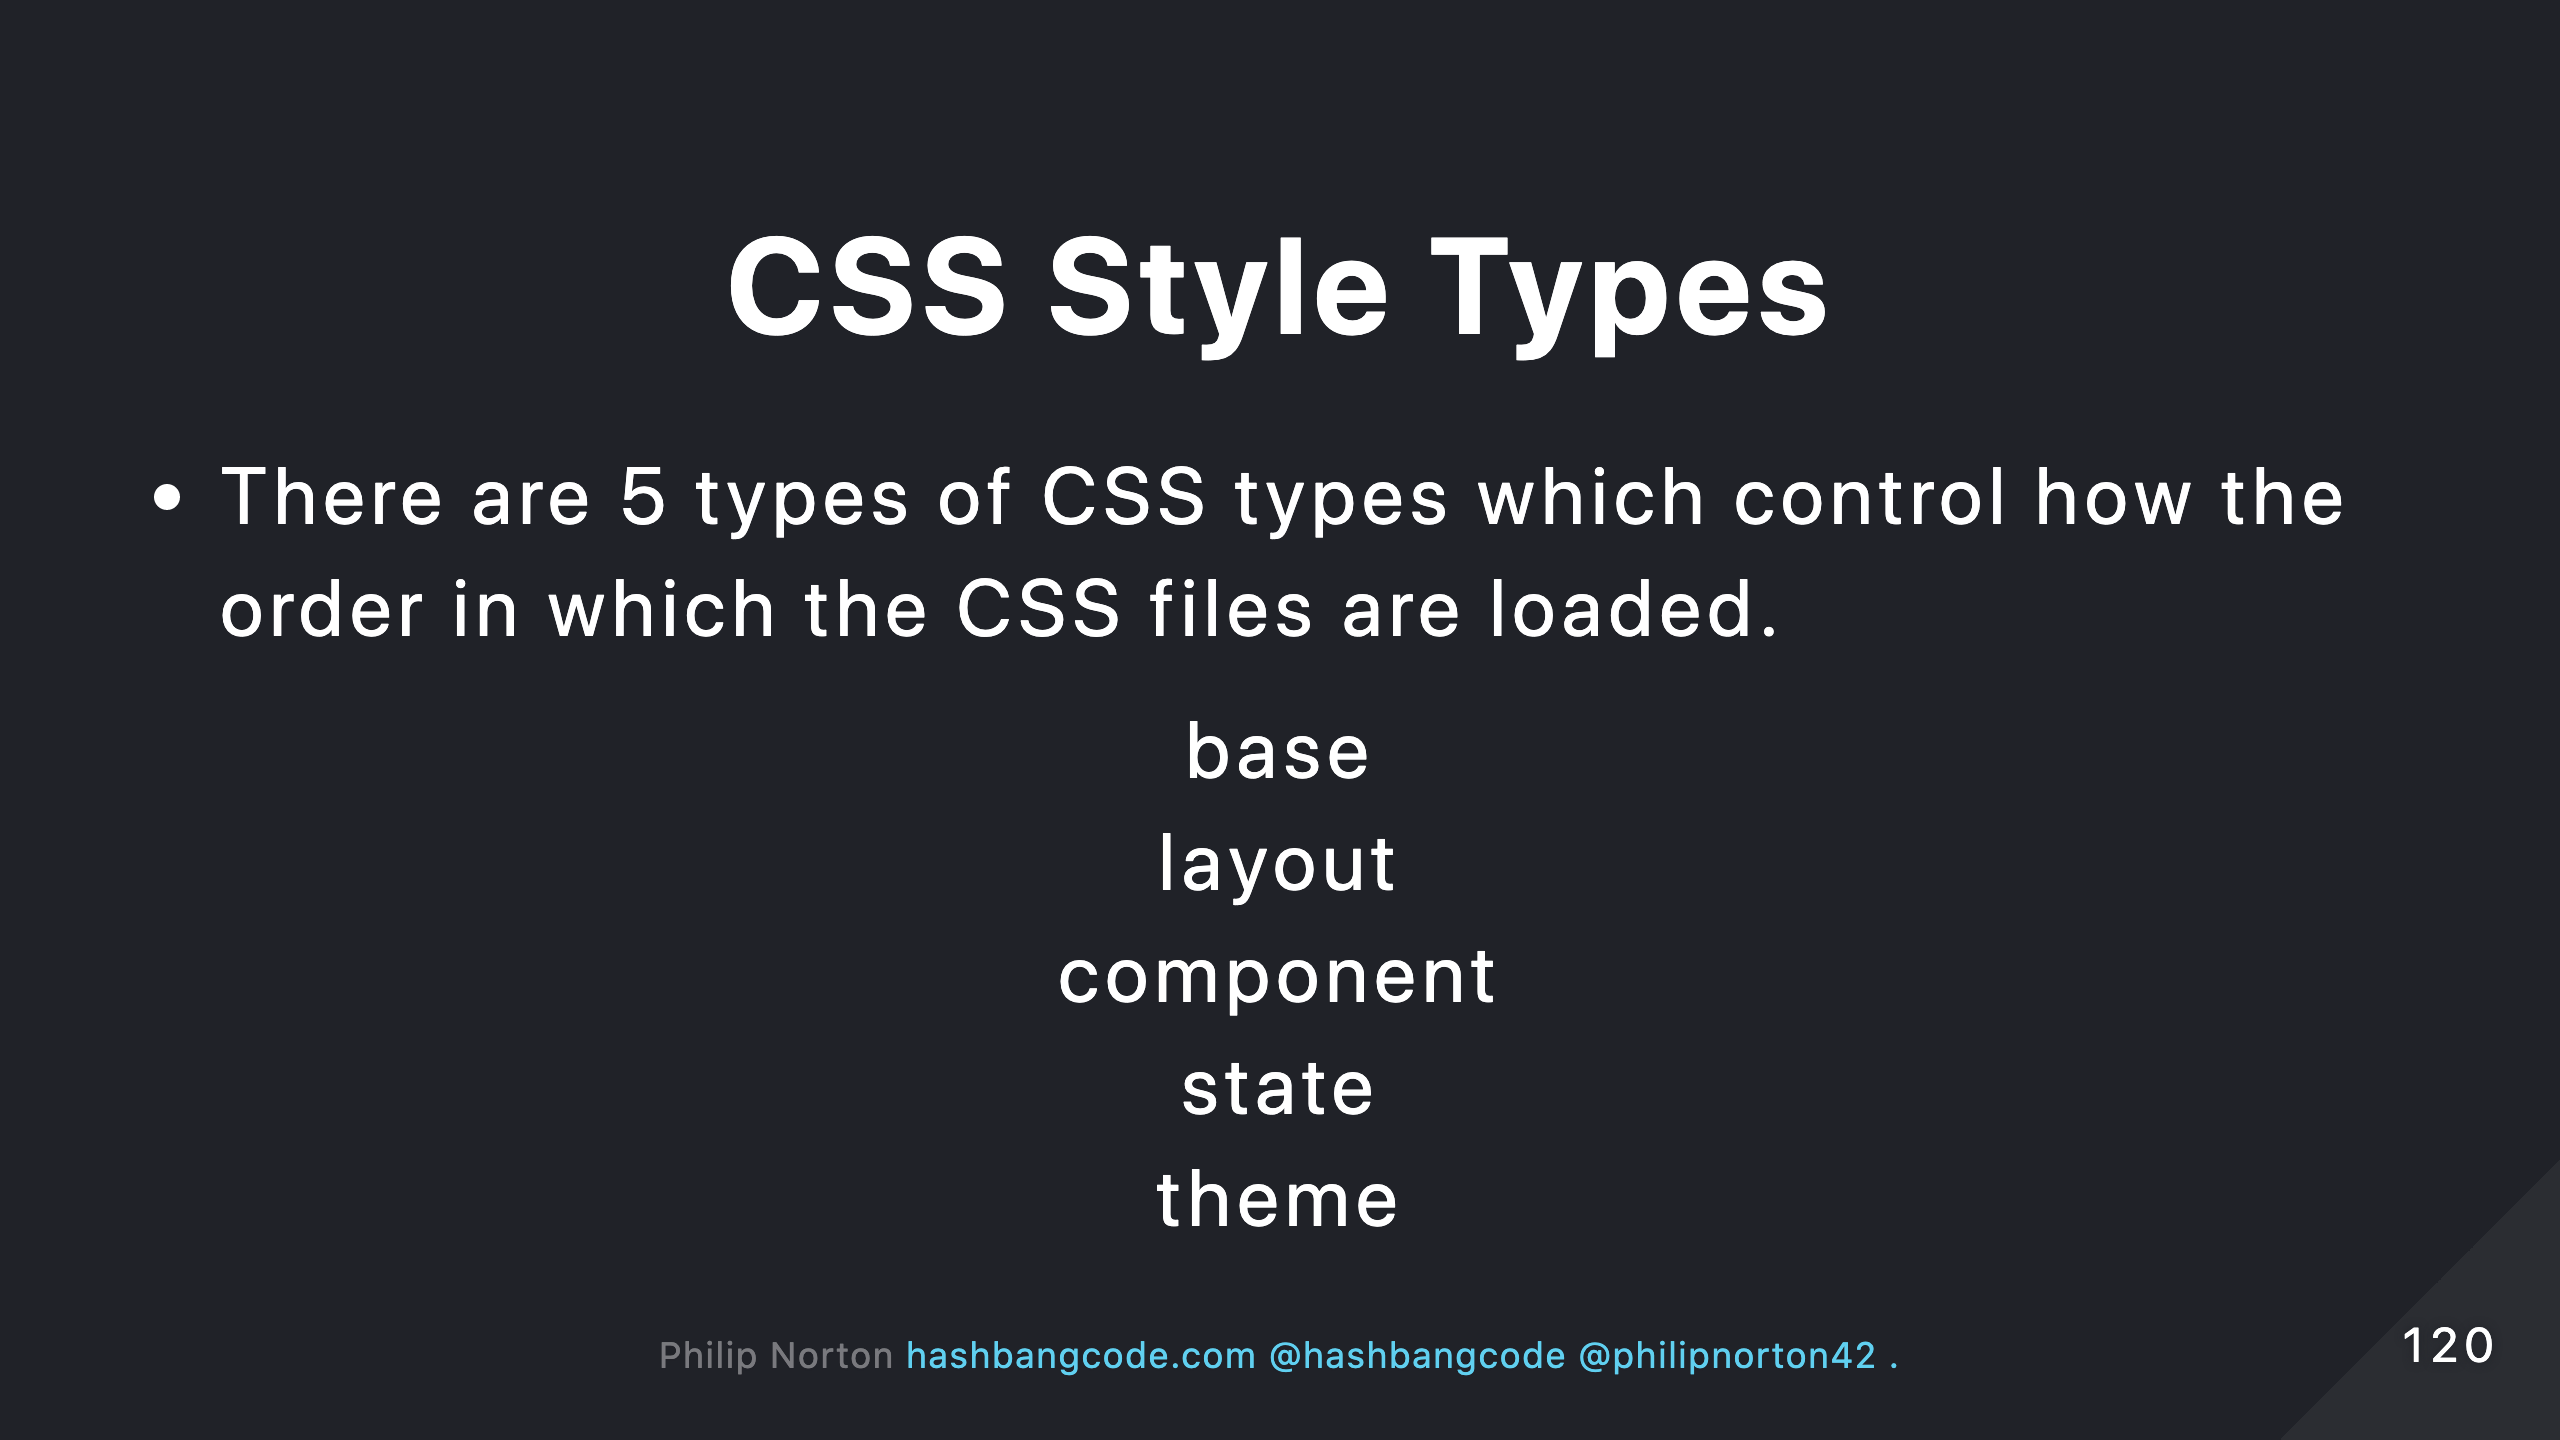 CSS Style Types
• There are 5 types of CSS types which control how the
order in which the CSS files are loaded.
base
layout
component
state
theme
Philip Norton hashbangcode.com @hashbangcode @philipnorton42 .
120